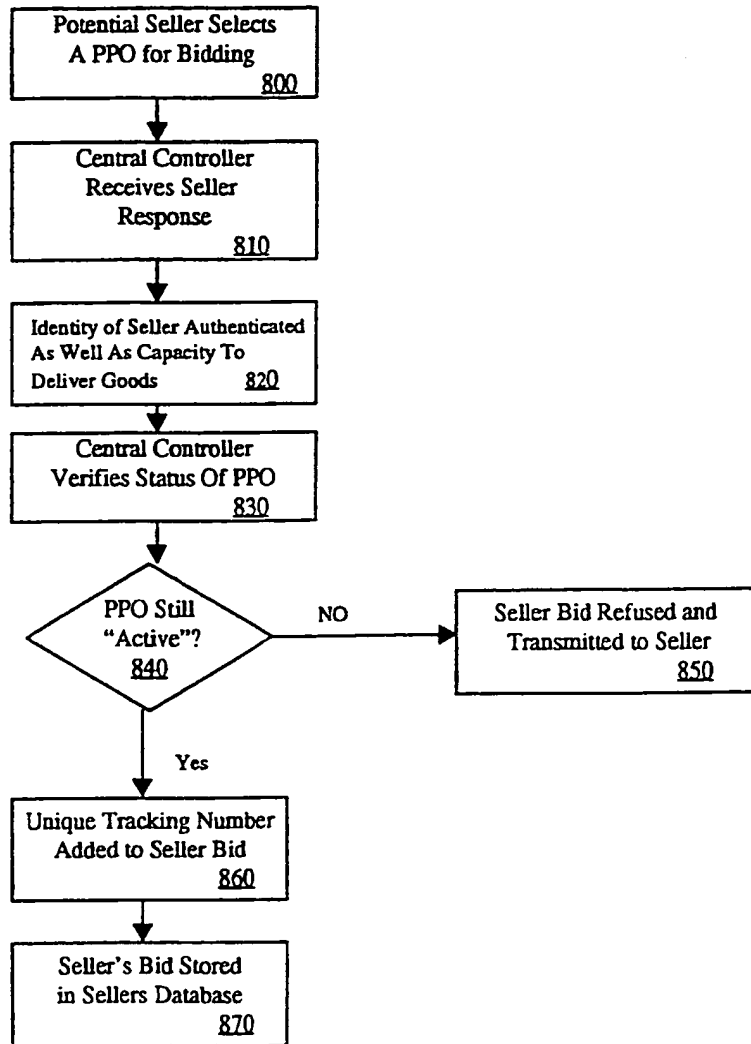 Potential Seller Selects
A PPO for Bidding
800
Central Controller
Receives Seller
Response
810
Identity of Seller Authenticated
As Well As Capacity To
Deliver Goods 820
Central Controller
Verifies Status Of PPO
830
PPO Still
“Active”?
840
NO
Seller Bid Refused and
Transmitted to Seller
850
Yes
Unique Tracking Number
Added to Seller Bid
860
Seller's Bid Stored
in Sellers Database
870